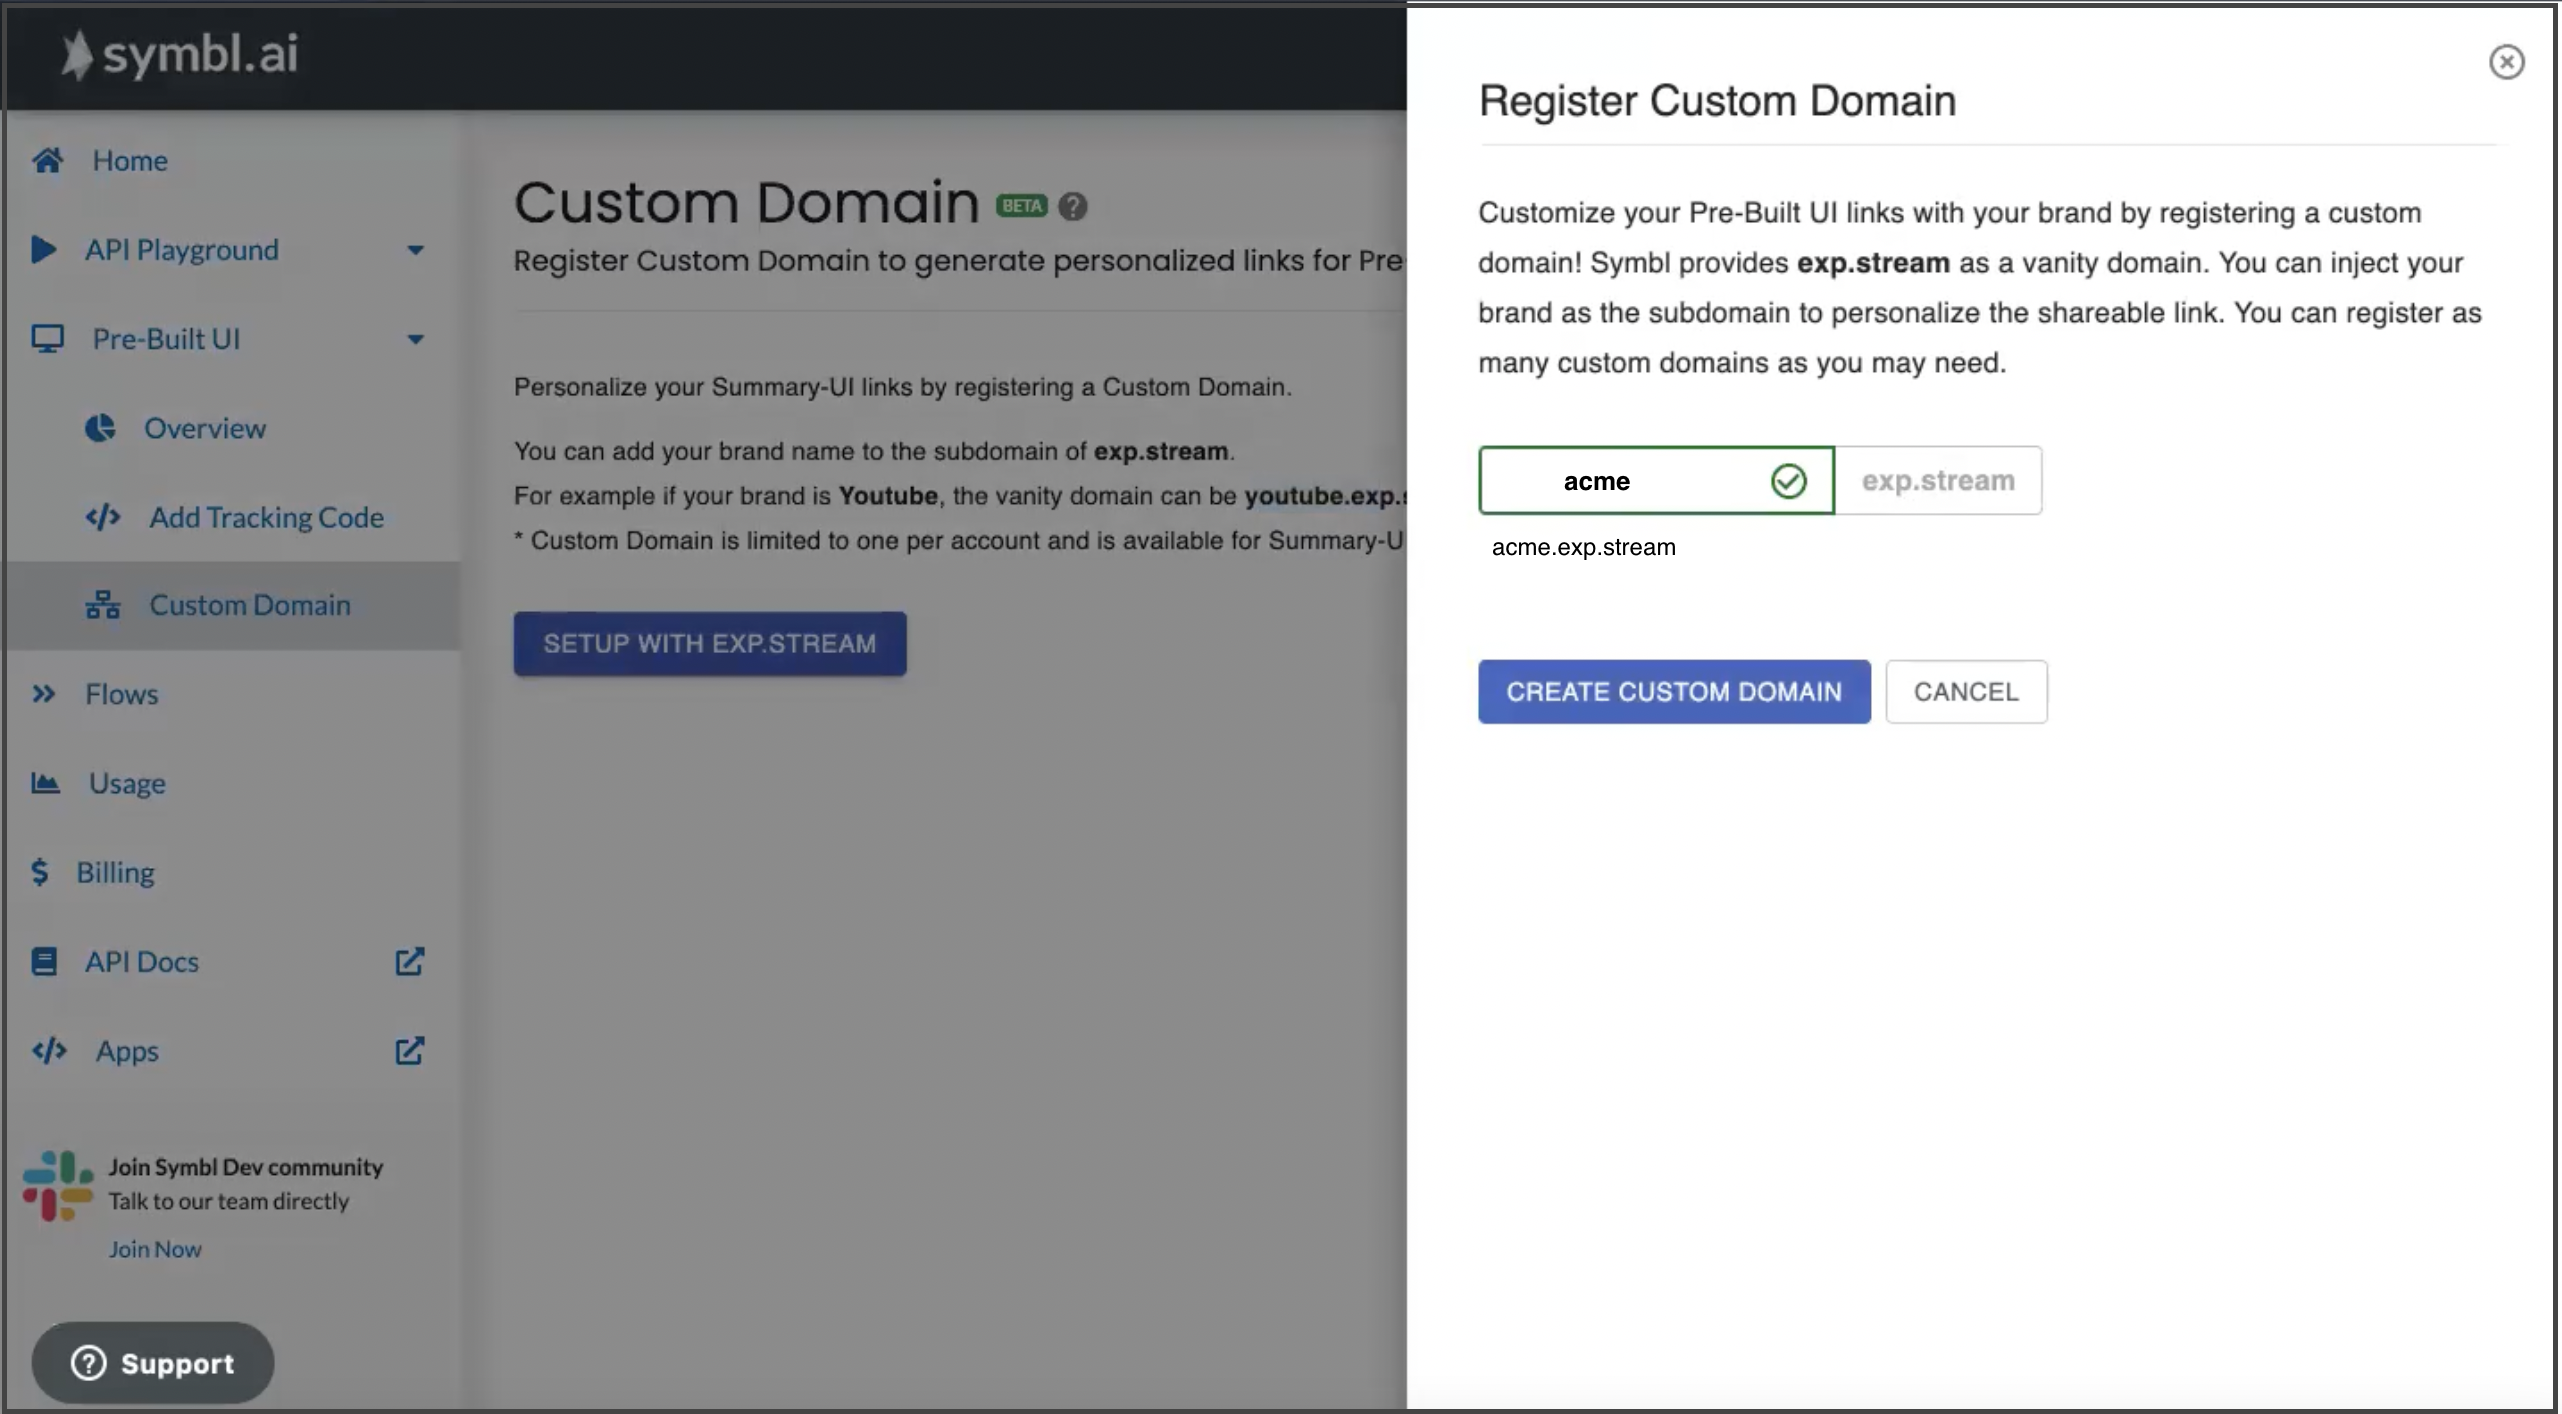 symbl.ai
Home
API Playground
Pre-Built UI
Overview
Add Tracking Code
Custom Domain
Flows
Usage
Billing
API Docs
Apps
Join Symbl Dev community
Talk to our team directly
Join Now
Support
Custom Domain BETA
Register Custom Domain to generate personalized links for Pre
Personalize your Summary-UI links by registering a Custom Domain.
You can add your brand name to the subdomain of exp.stream.
For example if your brand is Youtube, the vanity domain can be youtube.exp.s
* Custom Domain is limited to one per account and is available for Summary-U
SETUP WITH EXP.STREAM
Register Custom Domain
Customize your Pre-Built UI links with your brand by registering a custom
domain! Symbl provides exp.stream as a vanity domain. You can inject your
brand as the subdomain to personalize the shareable link. You can register as
many custom domains as you may need.
acme exp.stream
acme.exp.stream
CREATE CUSTOM DOMAIN CANCEL